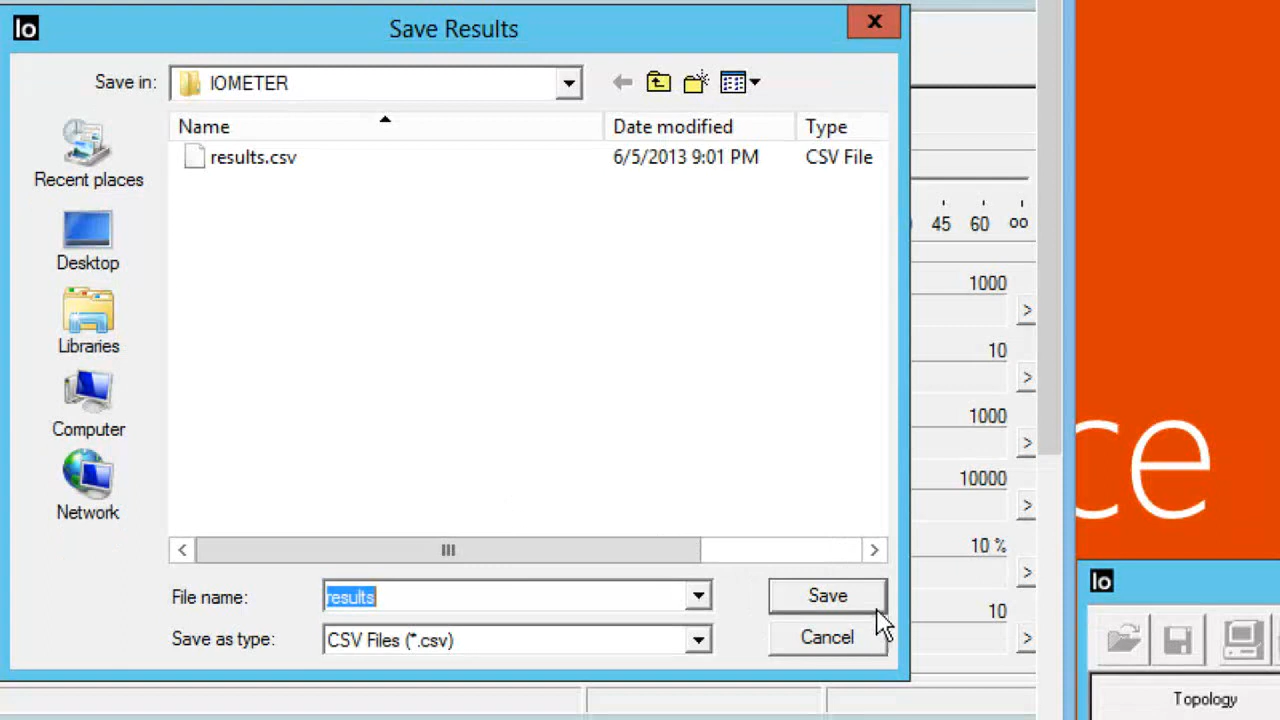 Io
Save Results
X
Save in:
IOMETER
Name
Date modified
Type
results.csv
6/5/2013 9:01 PM
CSV File
Recent places
Desktop
Libraries
Computer
Network
File name:
results
Save
Save as type:
CSV Files (*.csv)
Cancel
45
60
oo
1000
>
10
>
1000
>
10000
>
10 %
>
10
>
ce
Io
Topology